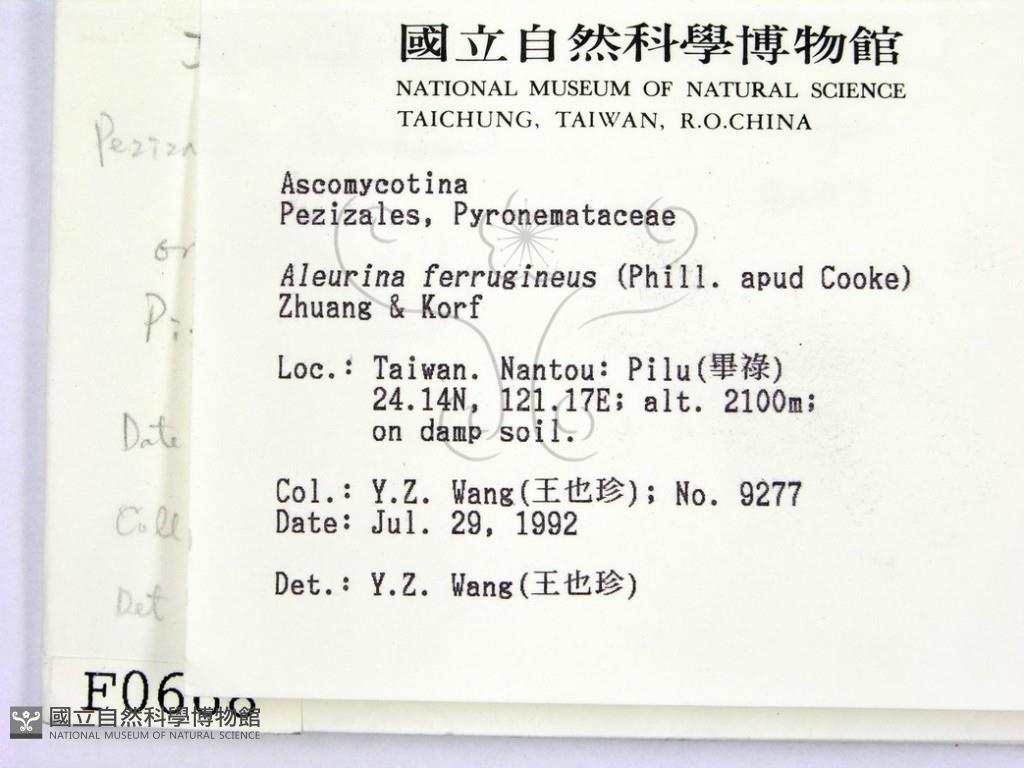 國立自然科學博物館
NATIONAL MUSEUM OF NATURAL SCIENCE
TAICHUNG, TAIWAN, R.O.CHINA
Ascomycotina
Pezizales, Pyronemataceae
Aleurina ferrugineus (Phill. apud Cooke)
Zhuang & Korf
Loc.: Taiwan. Nantou: Pilu(畢祿)
24.14N, 121.17E; alt. 2100m;
on damp soil.
Col.: Y.Z. Wang(王也珍); No. 9277
Date: Jul. 29, 1992
Det.: Y.Z. Wang(王也珍)
Date
Det
國立自然科學博物館
NATIONAL MUSEUM OF NATURAL SCIENCE